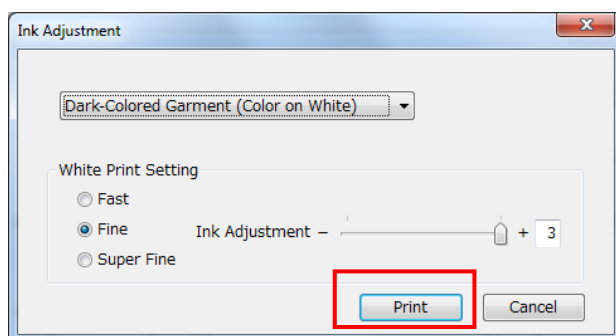 Ink Adjustment
Dark-Colored Garment (Color on White)
White Print Setting
Fast
Fine
Ink Adjustment − + 3
Super Fine
Print Cancel